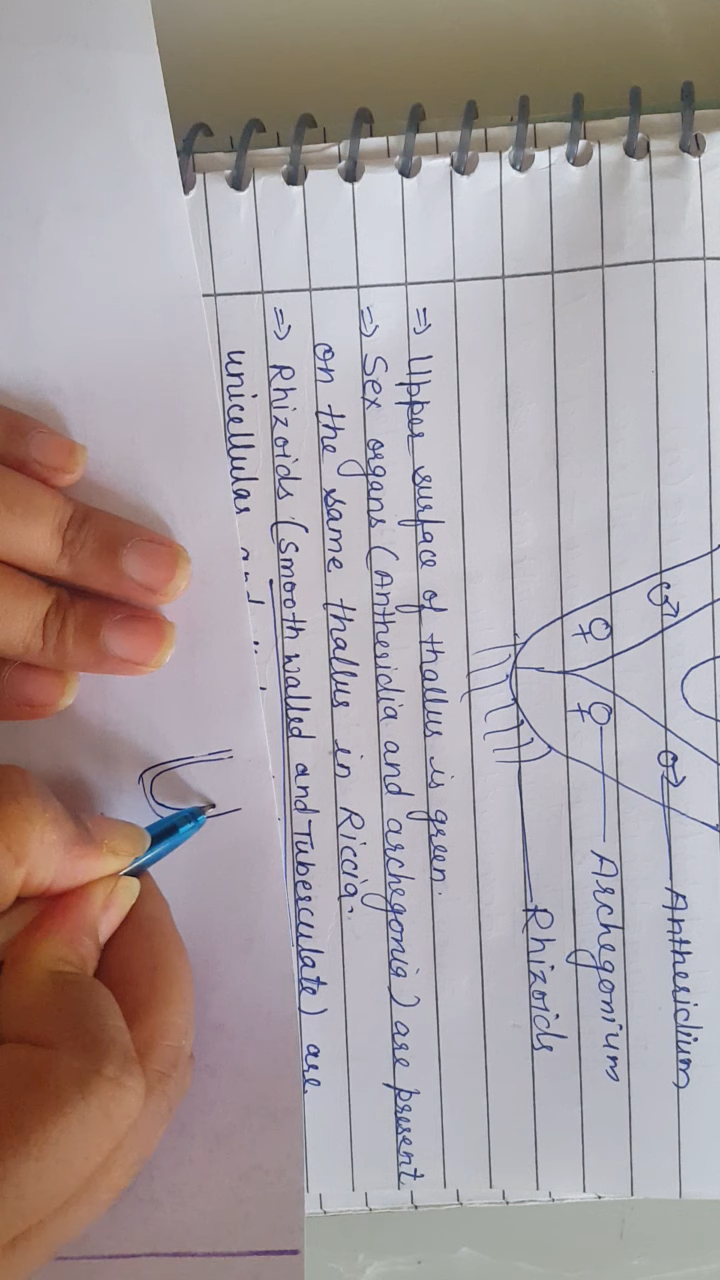 ♂ ♂ Antheridium
♀ ♀ Archegonium
Rhizoids
=> Upper surface of thallus is green.
=> Sex organs (Antheridia and archegonia) are present
on the same thallus in Riccia.
=> Rhizoids (Smooth walled and Tuberculate) are
unicellular and